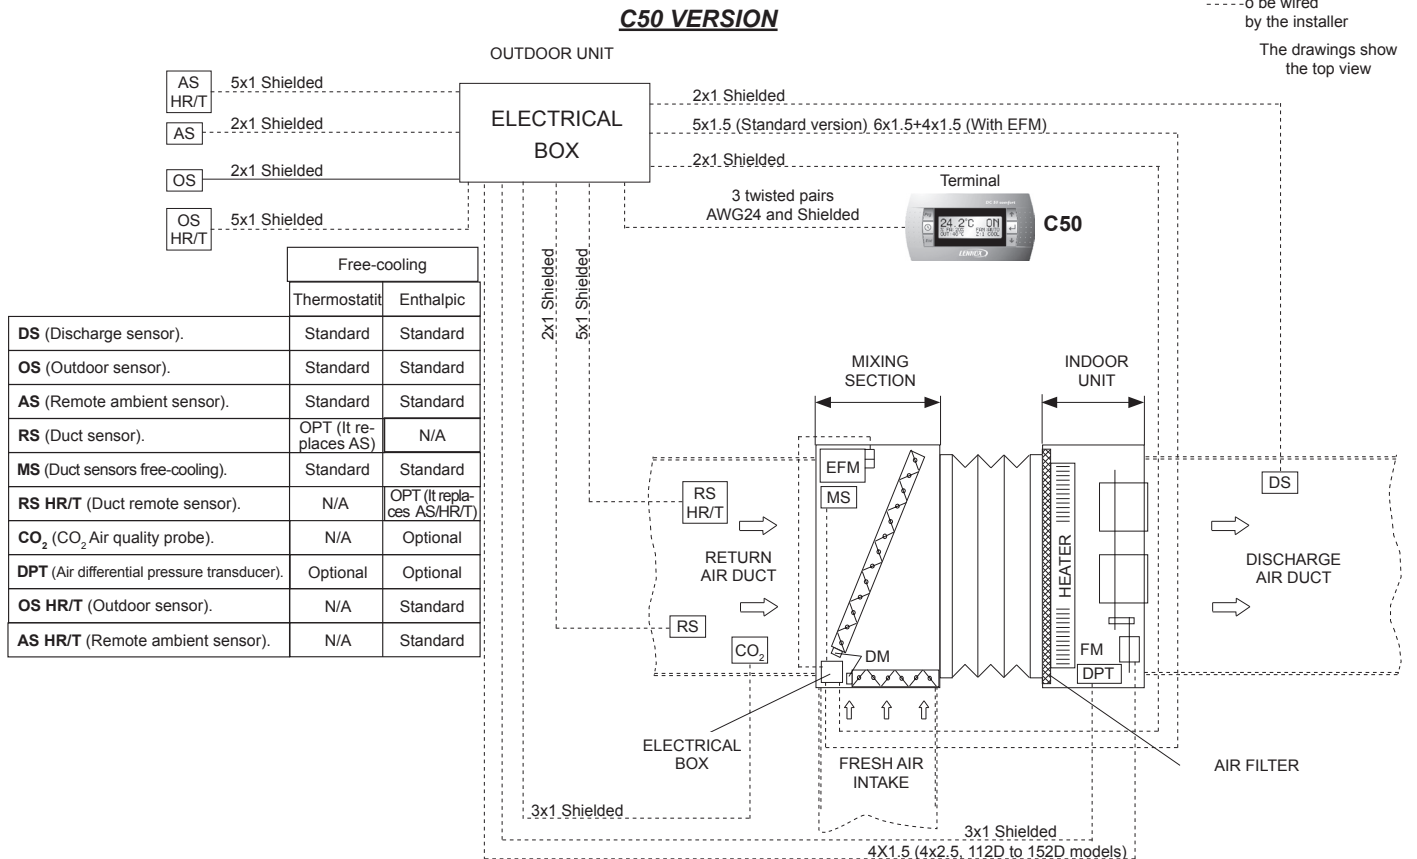 C50 VERSION
o be wired
by the installer
The drawings show
the top view
OUTDOOR UNIT
ELECTRICAL
BOX
AS
HR/T
5x1 Shielded
AS
2x1 Shielded
OS
2x1 Shielded
OS
HR/T
5x1 Shielded
2x1 Shielded
5x1.5 (Standard version) 6x1.5+4x1.5 (With EFM)
2x1 Shielded
3 twisted pairs
AWG24 and Shielded
Terminal
24.2°C ON
LENNOX
C50
2x1 Shielded
5x1 Shielded
Free-cooling
Thermostatit Enthalpic
DS (Discharge sensor). Standard Standard
OS (Outdoor sensor). Standard Standard
AS (Remote ambient sensor). Standard Standard
RS (Duct sensor). OPT (It re-
places AS) N/A
MS (Duct sensors free-cooling). Standard Standard
RS HR/T (Duct remote sensor). N/A OPT (It repla-
ces AS/HR/T)
CO2 (CO2 Air quality probe). N/A Optional
DPT (Air differential pressure transducer). Optional Optional
OS HR/T (Outdoor sensor). N/A Standard
AS HR/T (Remote ambient sensor). N/A Standard
MIXING
SECTION
INDOOR
UNIT
EFM
MS
RS
HR/T
RETURN
AIR DUCT
RS
CO2
DM
HEATER
FM
DPT
DS
DISCHARGE
AIR DUCT
ELECTRICAL
BOX
FRESH AIR
INTAKE
AIR FILTER
3x1 Shielded
3x1 Shielded
4X1.5 (4x2.5, 112D to 152D models)